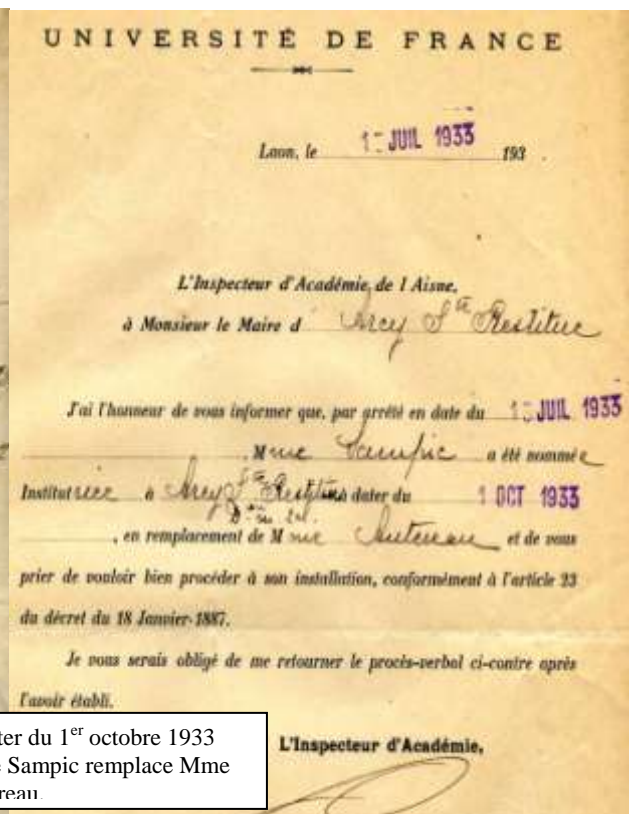 UNIVERSITÉ DE FRANCE
Laon, le JUIL 1933 193 .
L'Inspecteur d'Académie de l'Aisne,
à Monsieur le Maire d Arcy Ste Restitue
J'ai l'honneur de vous informer que, par arrêté en date du JUIL 1933
, Mme Sampic a été nommée
Institutrice à Arcy Ste Restitue à dater du 1 OCT 1933
, en remplacement de Mme et de vous
prier de vouloir bien procéder à son installation, conformément à l'article 23
du décret du 18 Janvier 1887.
Je vous serais obligé de me retourner le procès-verbal ci-contre après
l'avoir établi.
L'Inspecteur d'Académie,
ter du 1er octobre 1933
e Sampic remplace Mme
reau.